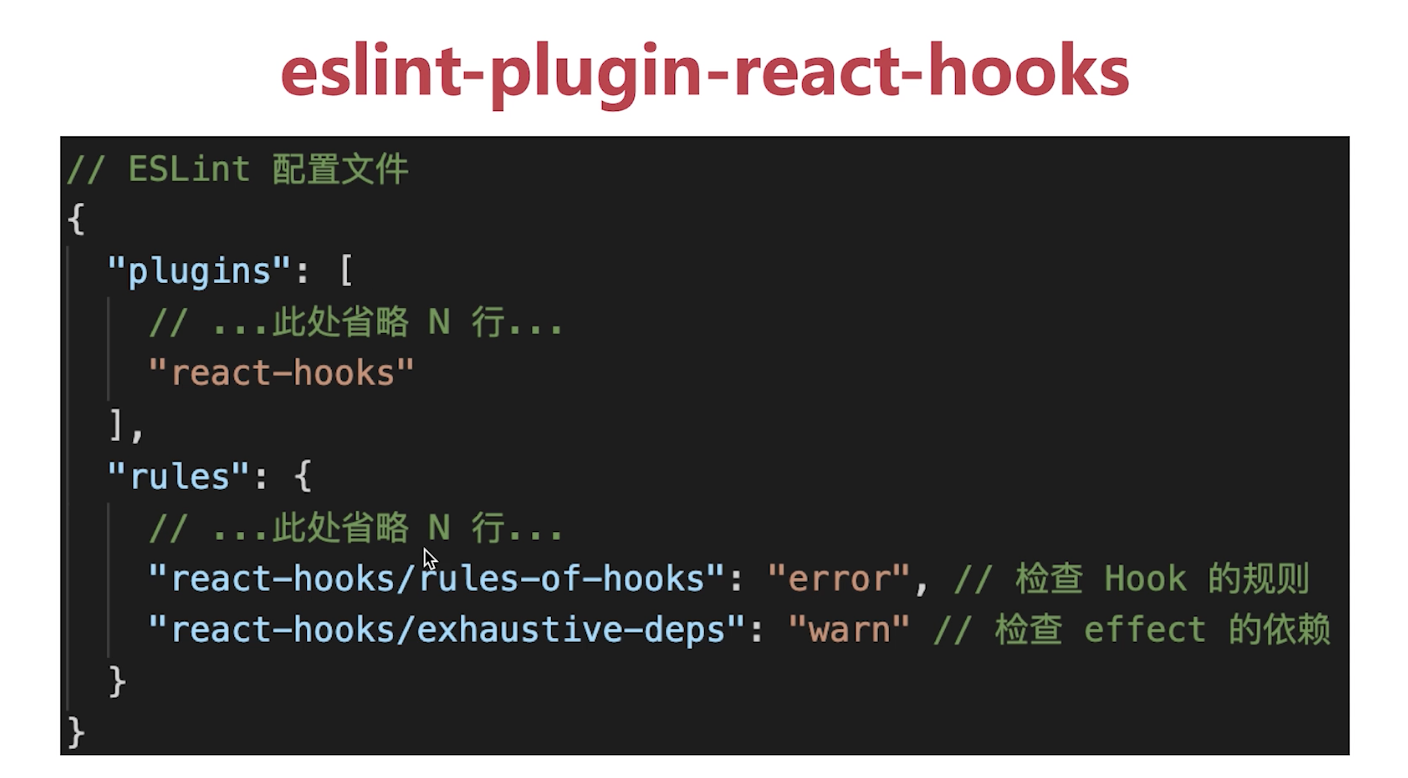 eslint-plugin-react-hooks
// ESLint 配置文件
{
  "plugins": [
    // ...此处省略 N 行...
    "react-hooks"
  ],
  "rules": {
    // ...此处省略 N 行...
    "react-hooks/rules-of-hooks": "error", // 检查 Hook 的规则
    "react-hooks/exhaustive-deps": "warn" // 检查 effect 的依赖
  }
}